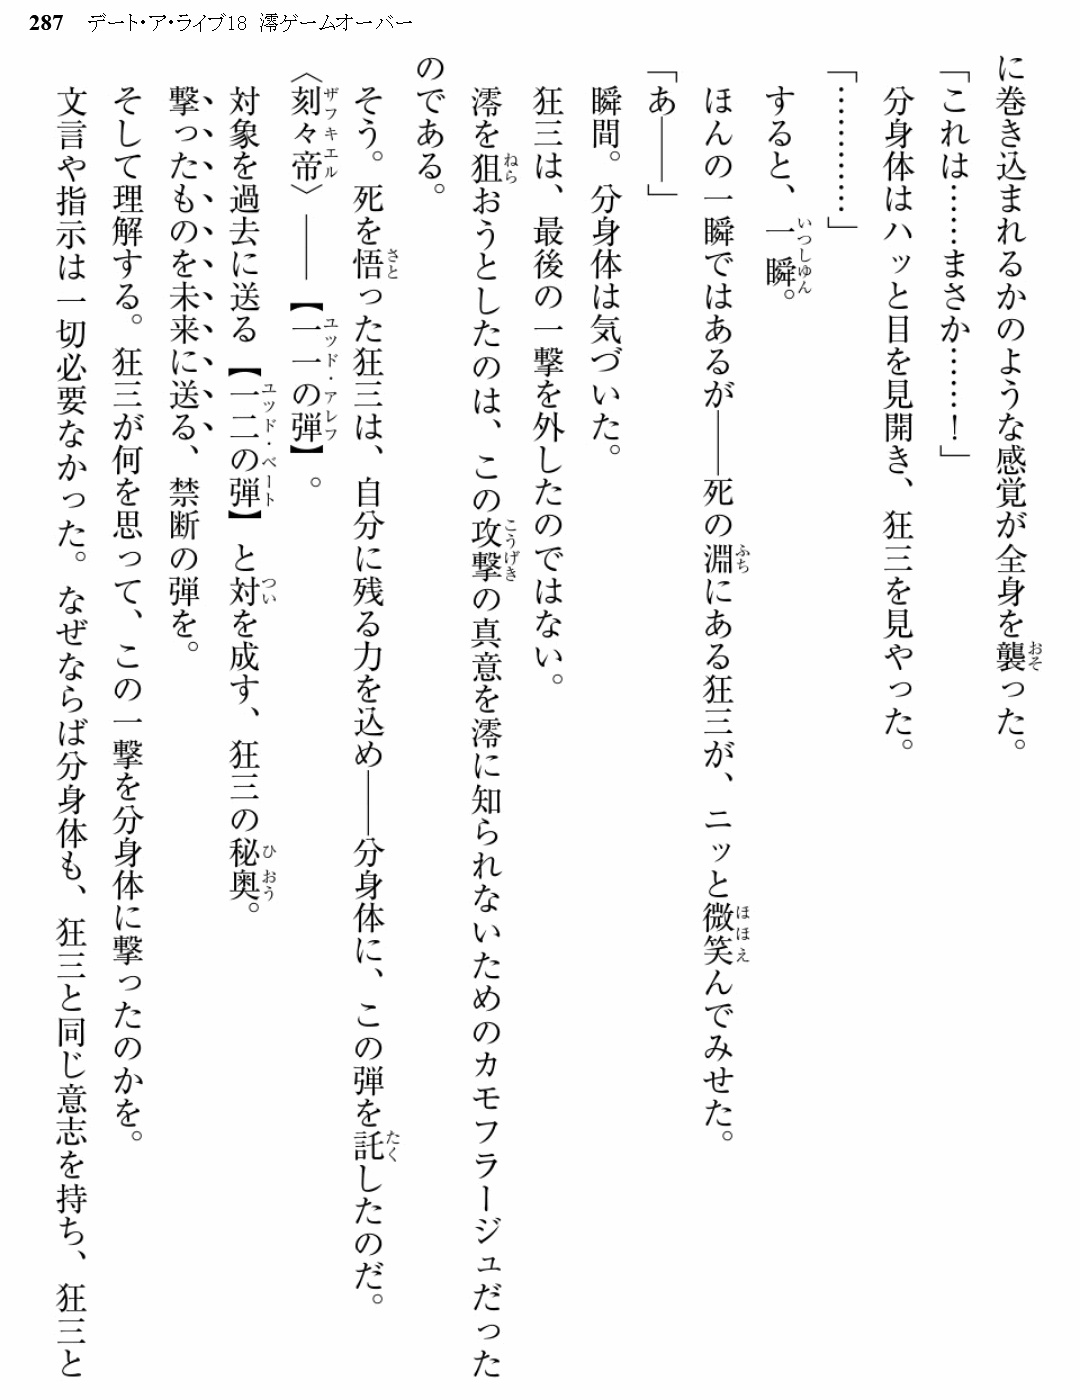 287 デート・ア・ライブ18 澪ゲームオーバー
に巻き込まれるかのような感覚が全身を襲った。
「これは……まさか……！」
分身体はハッと目を見開き、狂三を見やった。
「…………」
すると、一瞬。
ほんの一瞬ではあるが――死の淵にある狂三が、ニッと微笑んでみせた。
「あ――」
瞬間。分身体は気づいた。
狂三は、最後の一撃を外したのではない。
澪を狙おうとしたのは、この攻撃の真意を澪に知られないためのカモフラージュだった
のである。
そう。死を悟った狂三は、自分に残る力を込め――分身体に、この弾を託したのだ。
〈刻々帝〉――【一一の弾】。
対象を過去に送る【一二の弾】と対を成す、狂三の秘奥。
撃ったものを未来に送る、禁断の弾を。
そして理解する。狂三が何を思って、この一撃を分身体に撃ったのかを。
文言や指示は一切必要なかった。なぜならば分身体も、狂三と同じ意志を持ち、狂三と